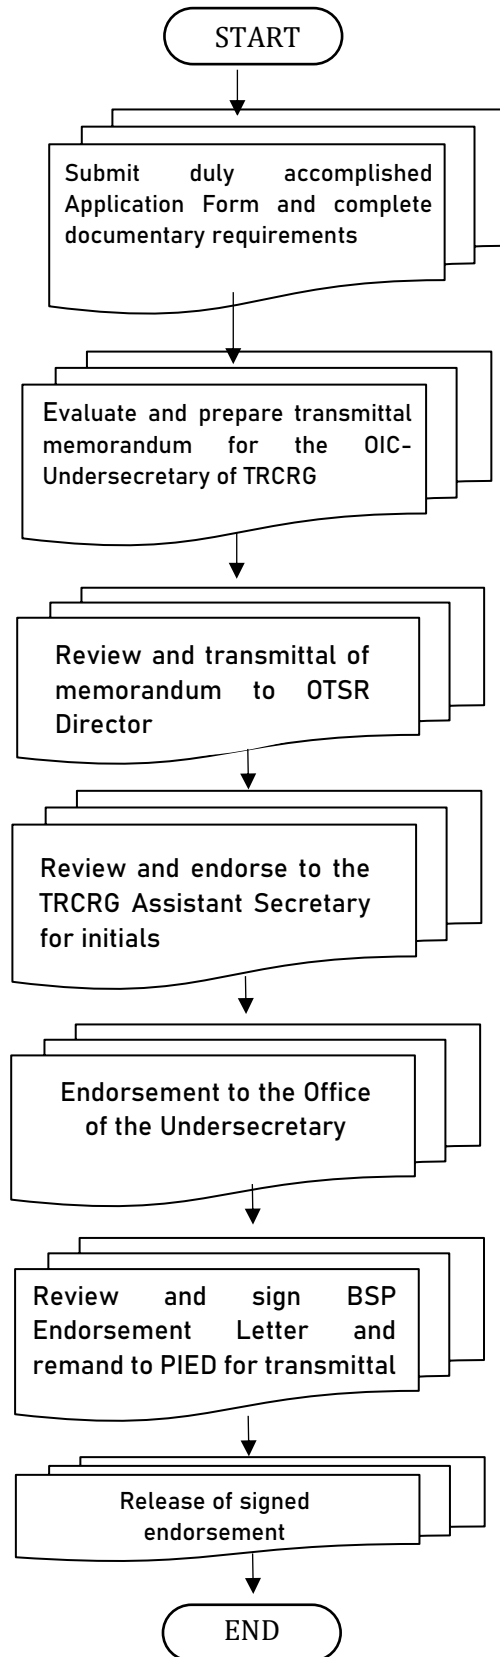 START
Submit duly accomplished
Application Form and complete
documentary requirements
Evaluate and prepare transmittal
memorandum for the OIC-
Undersecretary of TRCRG
Review and transmittal of
memorandum to OTSR
Director
Review and endorse to the
TRCRG Assistant Secretary
for initials
Endorsement to the Office
of the Undersecretary
Review and sign BSP
Endorsement Letter and
remand to PIED for transmittal
Release of signed
endorsement
END